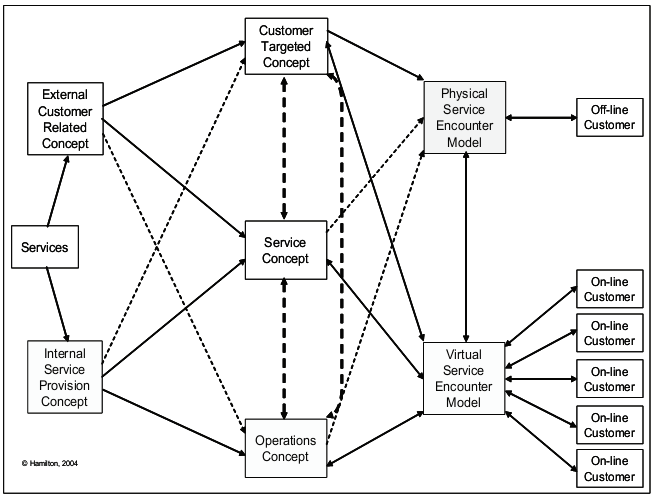 Customer
Targeted
Concept
External
Customer
Related
Concept
Physical
Service
Encounter
Model
Off-line
Customer
Services
Service
Concept
On-line
Customer
On-line
Customer
Internal
Service
Provision
Concept
Virtual
Service
Encounter
Model
On-line
Customer
On-line
Customer
Operations
Concept
On-line
Customer
© Hamilton, 2004